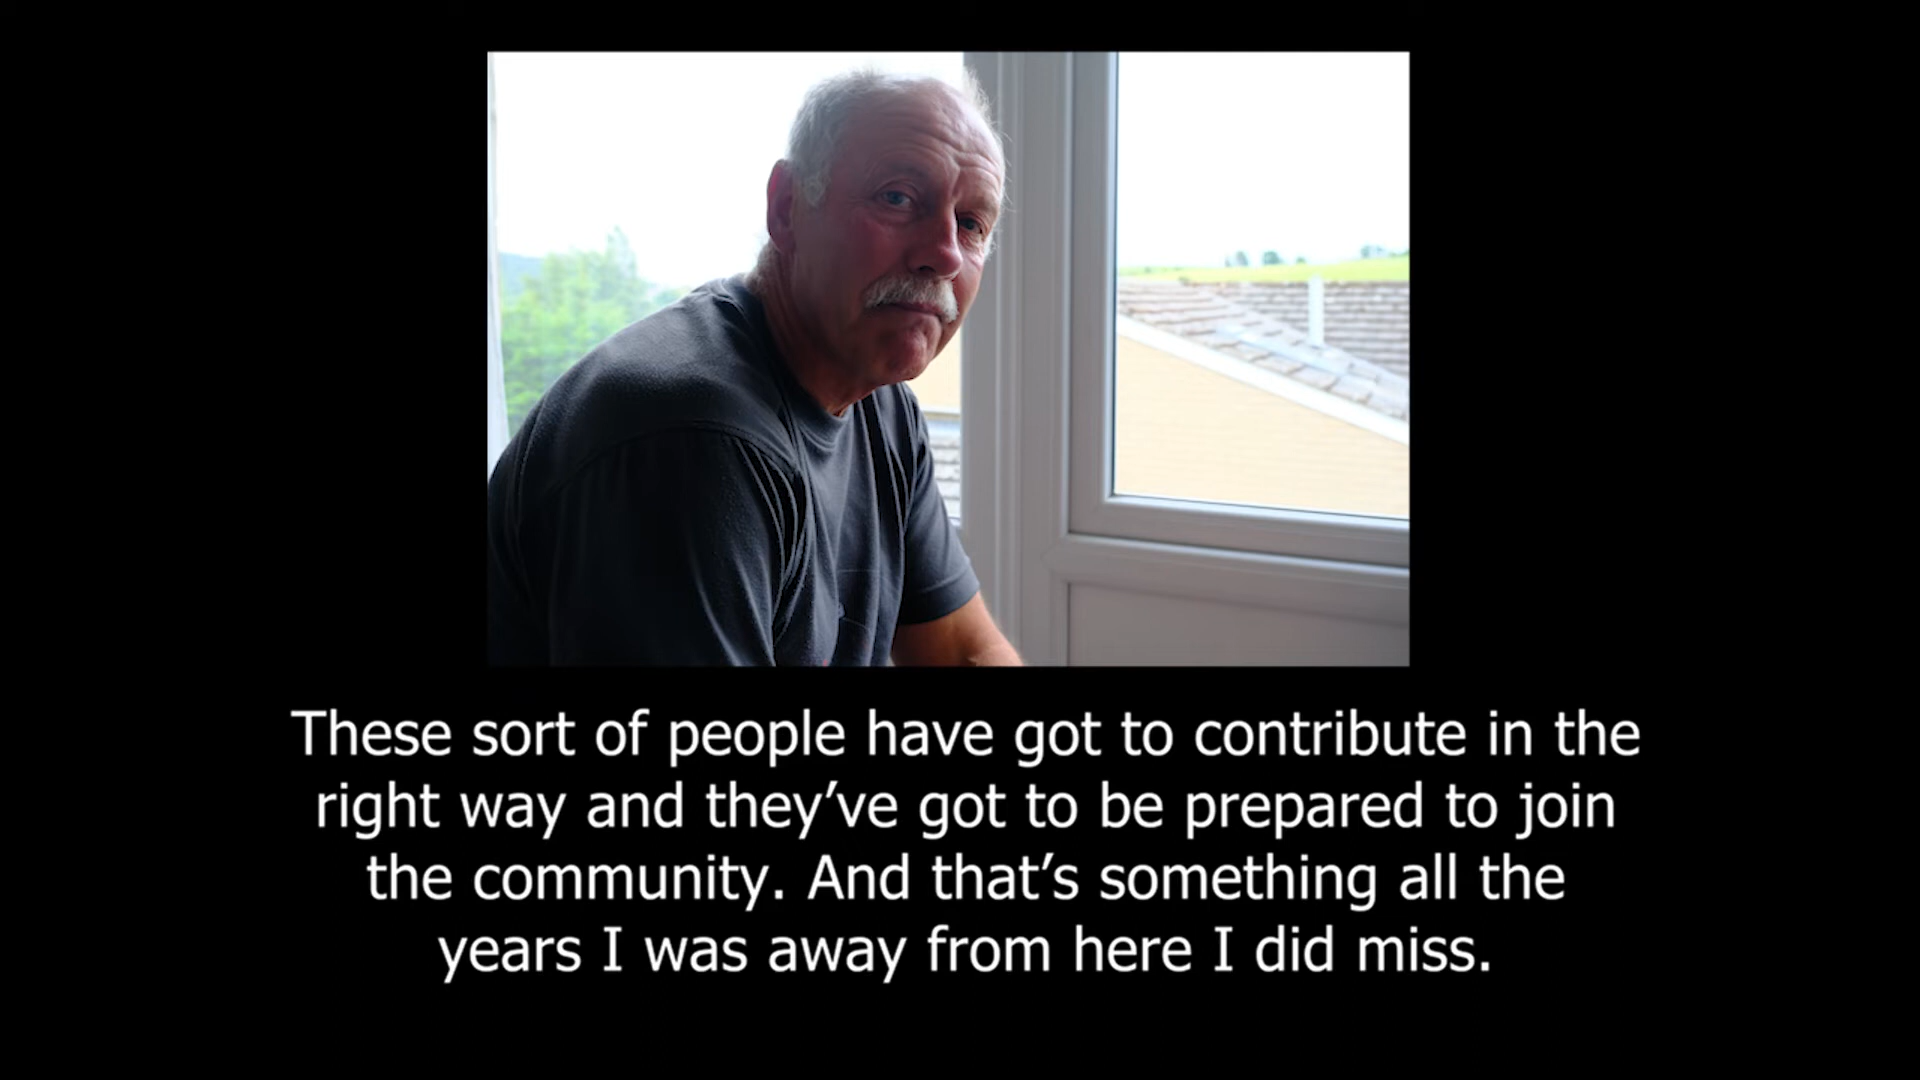 These sort of people have got to contribute in the
right way and they’ve got to be prepared to join
the community. And that’s something all the
years I was away from here I did miss.